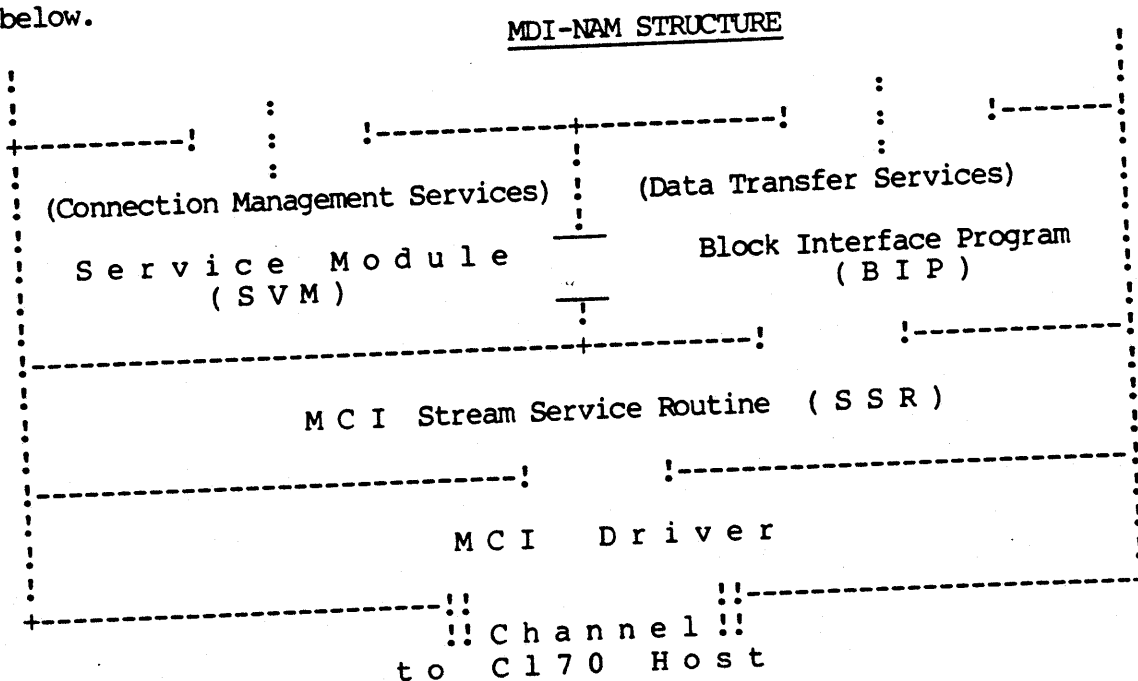 below.
MDI-NAM STRUCTURE
(Connection Management Services)
(Data Transfer Services)
Service Module
(SVM)
Block Interface Program
(BIP)
MCI Stream Service Routine (SSR)
MCI Driver
Channel
to C170 Host